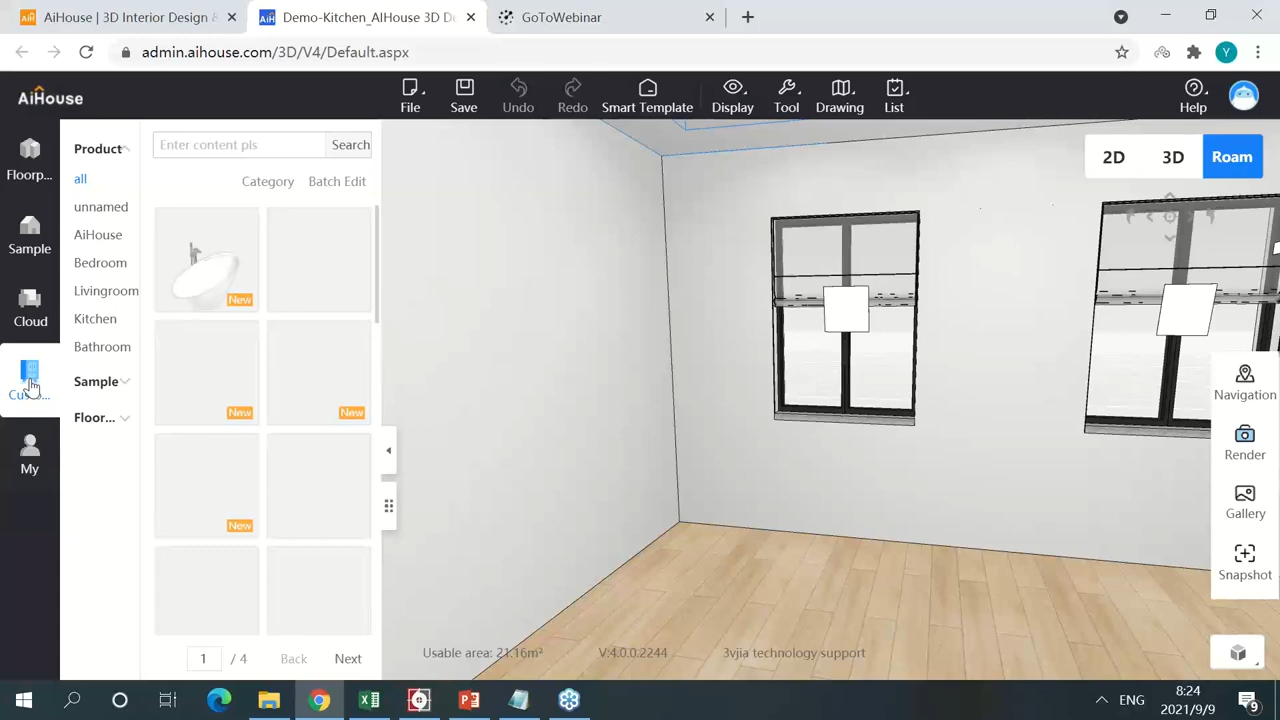 AiHouse | 3D Interior Design &
Demo-Kitchen_AIHouse 3D De
GoToWebinar
admin.aihouse.com/3D/V4/Default.aspx
Y
AiHouse
File
Save
Undo
Redo
Smart Template
Display
Tool
Drawing
List
Help
Floorp...
Sample
Cloud
Cus...
My
Product
all
unnamed
AiHouse
Bedroom
Livingroom
Kitchen
Bathroom
Sample
Floor...
Enter content pls
Search
Category
Batch Edit
New
New
New
New
1 / 4
Back
Next
2D
3D
Roam
Navigation
Render
Gallery
Snapshot
Usable area: 21.16m²
V:4.0.0.2244
3vjia technology support
ENG
8:24
2021/9/9
9